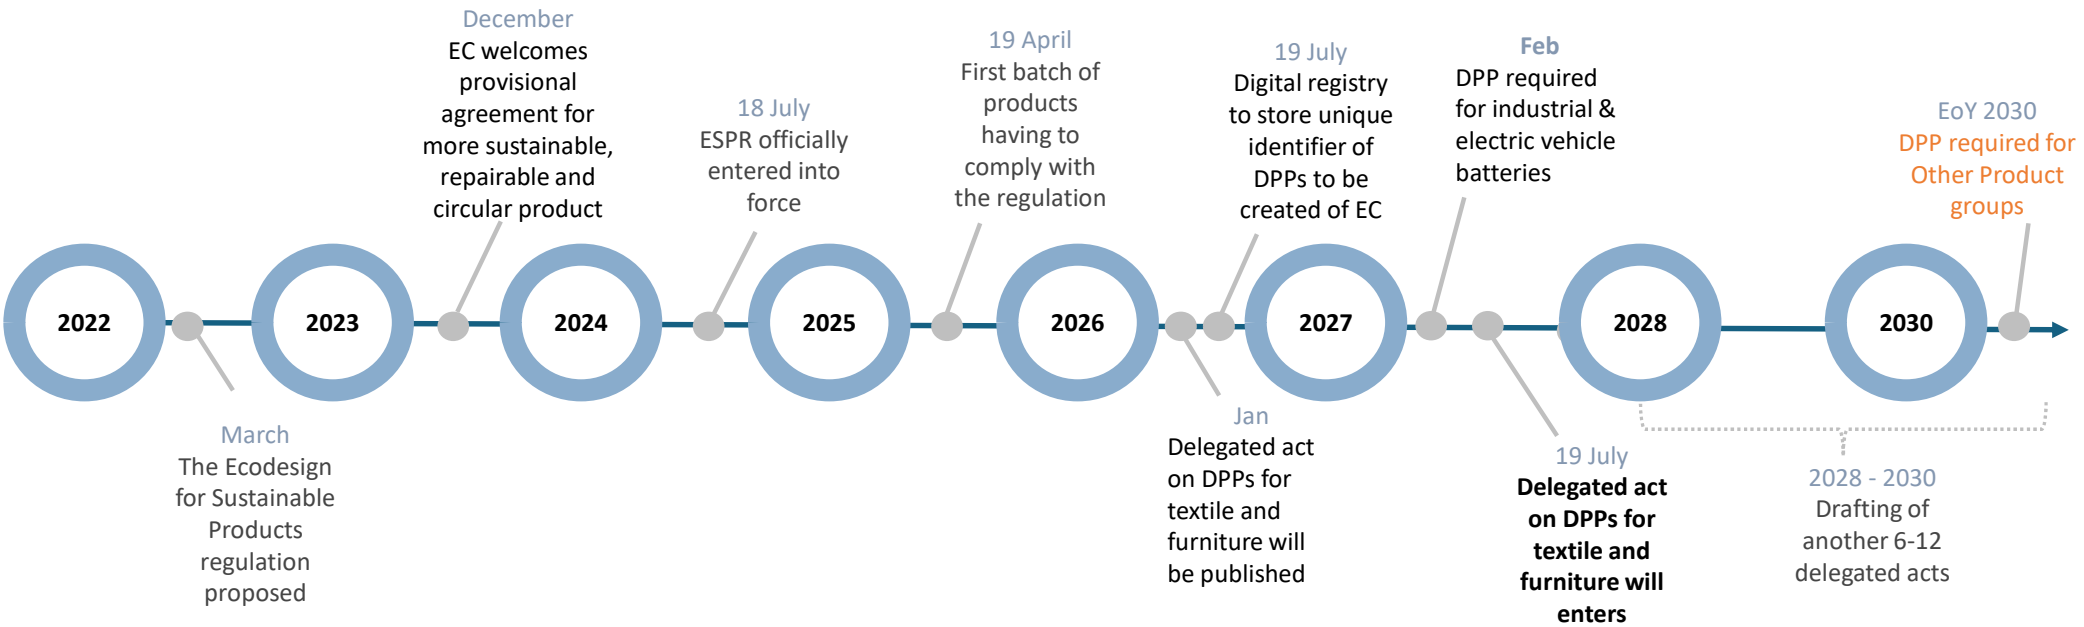 December
EC welcomes
provisional
agreement for
more sustainable,
repairable and
circular product
18 July
ESPR officially
entered into
force
19 April
First batch of
products
having to
comply with
the regulation
19 July
Digital registry
to store unique
identifier of
DPPs to be
created of EC
Feb
DPP required
for industrial &
electric vehicle
batteries
EoY 2030
DPP required for
Other Product
groups
2022
2023
2024
2025
2026
2027
2028
2030
March
The Ecodesign
for Sustainable
Products
regulation
proposed
Jan
Delegated act
on DPPs for
textile and
furniture will
be published
19 July
Delegated act
on DPPs for
textile and
furniture will
enters
2028 - 2030
Drafting of
another 6-12
delegated acts